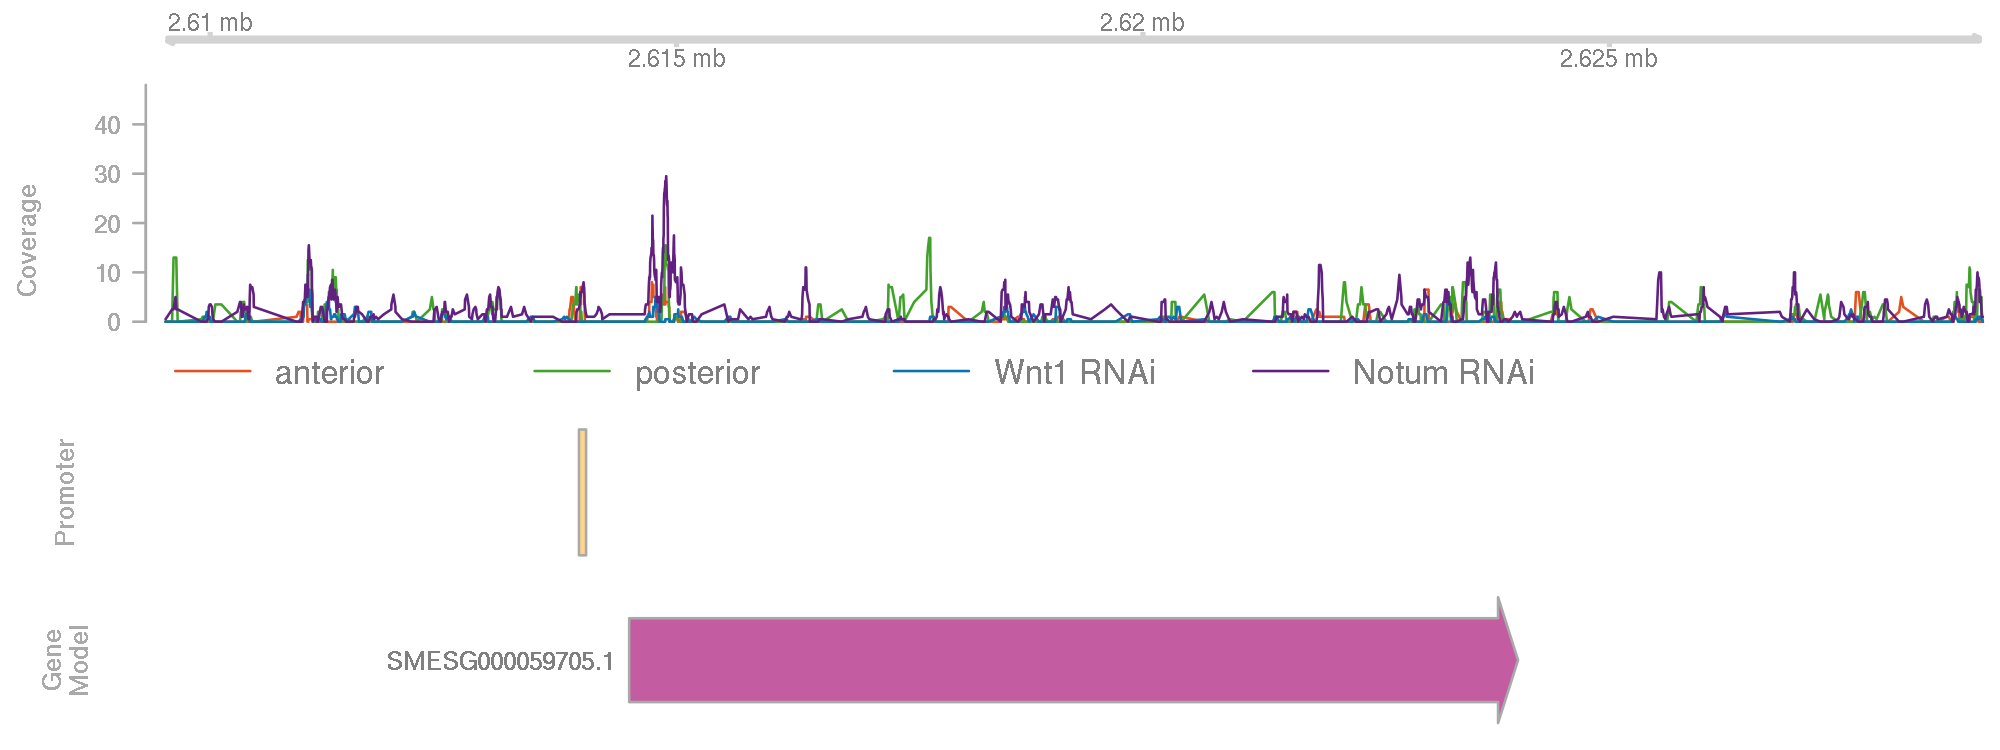 2.61 mb
2.62 mb
2.615 mb
2.625 mb
Coverage
40
30
20
10
0
anterior posterior Wnt1 RNAi Notum RNAi
Promoter
Gene
Model
SMESG000059705.1